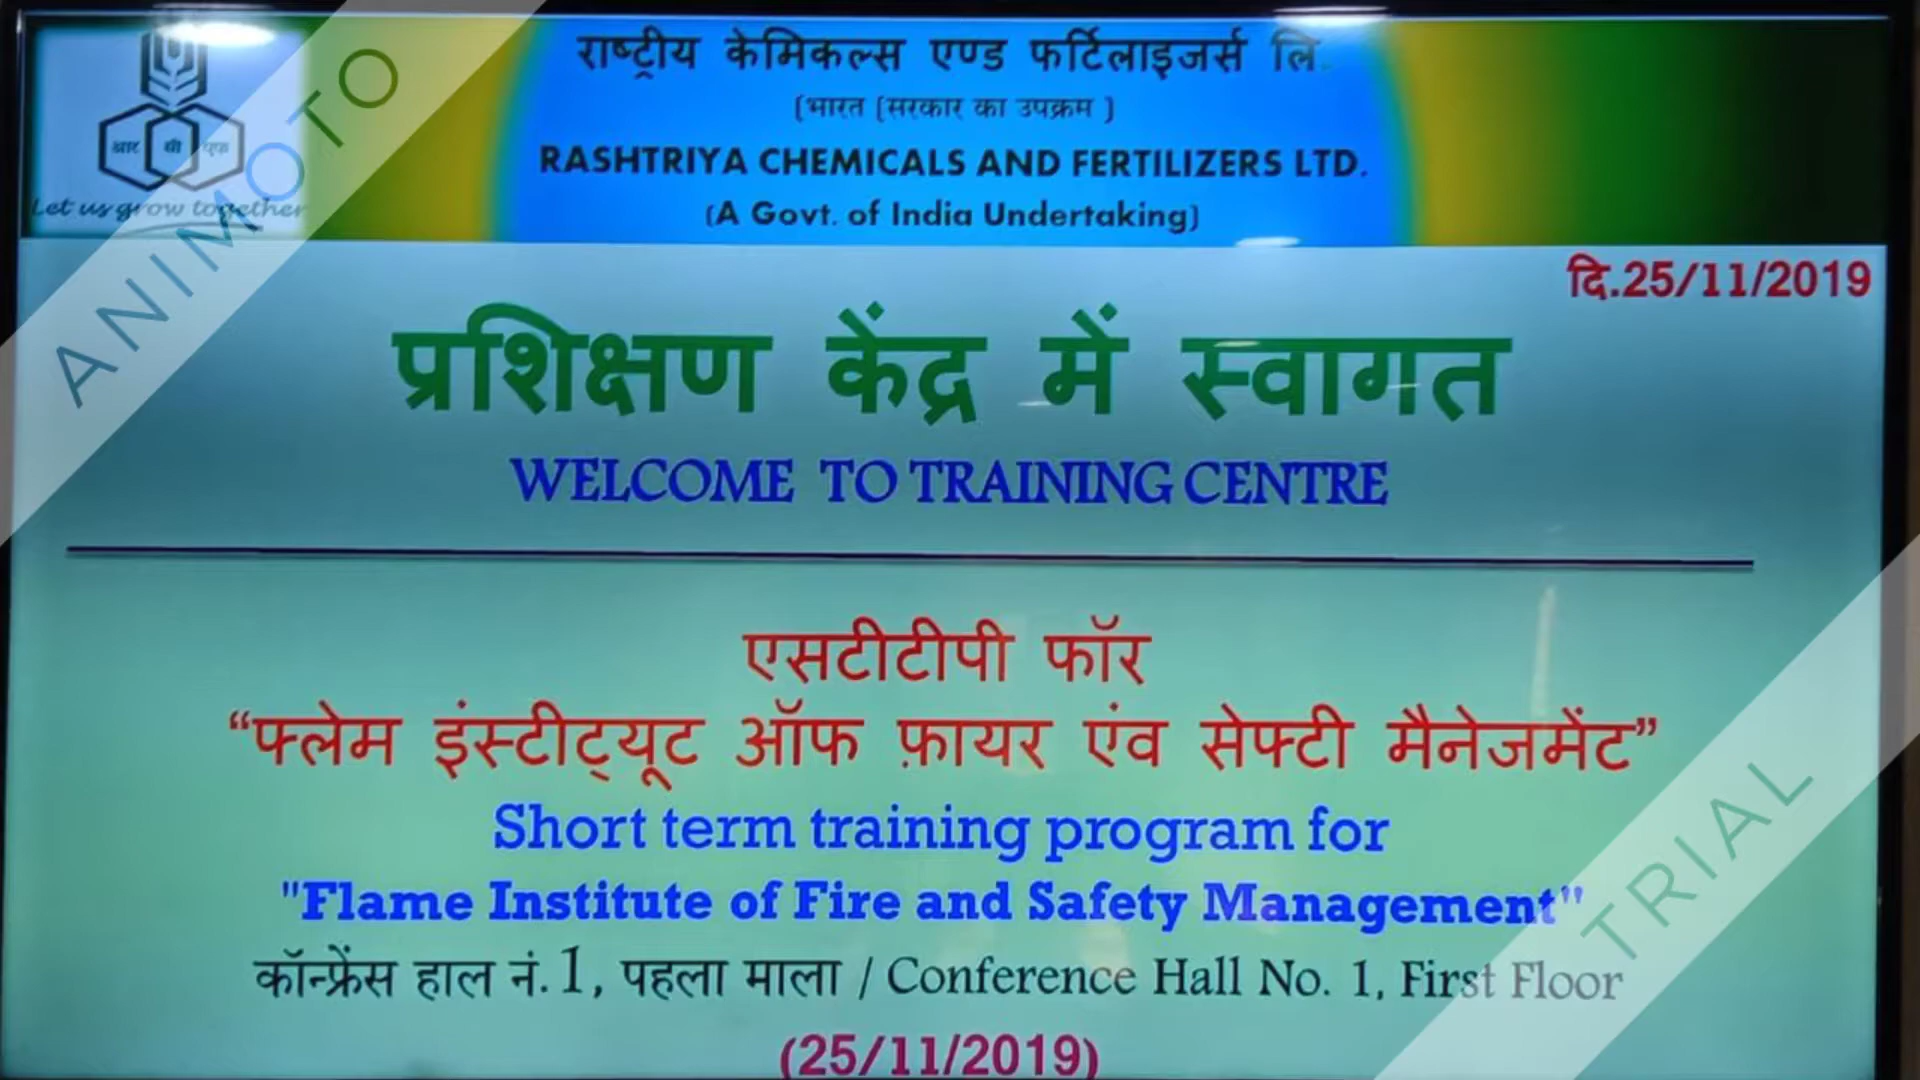 राष्ट्रीय केमिकल्स एण्ड फर्टिलाइजर्स लि.
(भारत (सरकार का उपक्रम )
RASHTRIYA CHEMICALS AND FERTILIZERS LTD.
(A Govt. of India Undertaking)
आर सी एफ
Let us grow together
ANIMOTO
दि.25/11/2019
प्रशिक्षण केंद्र में स्वागत
WELCOME TO TRAINING CENTRE
एसटीटीपी फॉर
“फ्लेम इंस्टीट्यूट ऑफ फ़ायर एंव सेफ्टी मैनेजमेंट”
Short term training program for
"Flame Institute of Fire and Safety Management"
कॉन्फ्रेंस हाल नं.1, पहला माला / Conference Hall No. 1, First Floor
(25/11/2019)
TRIAL